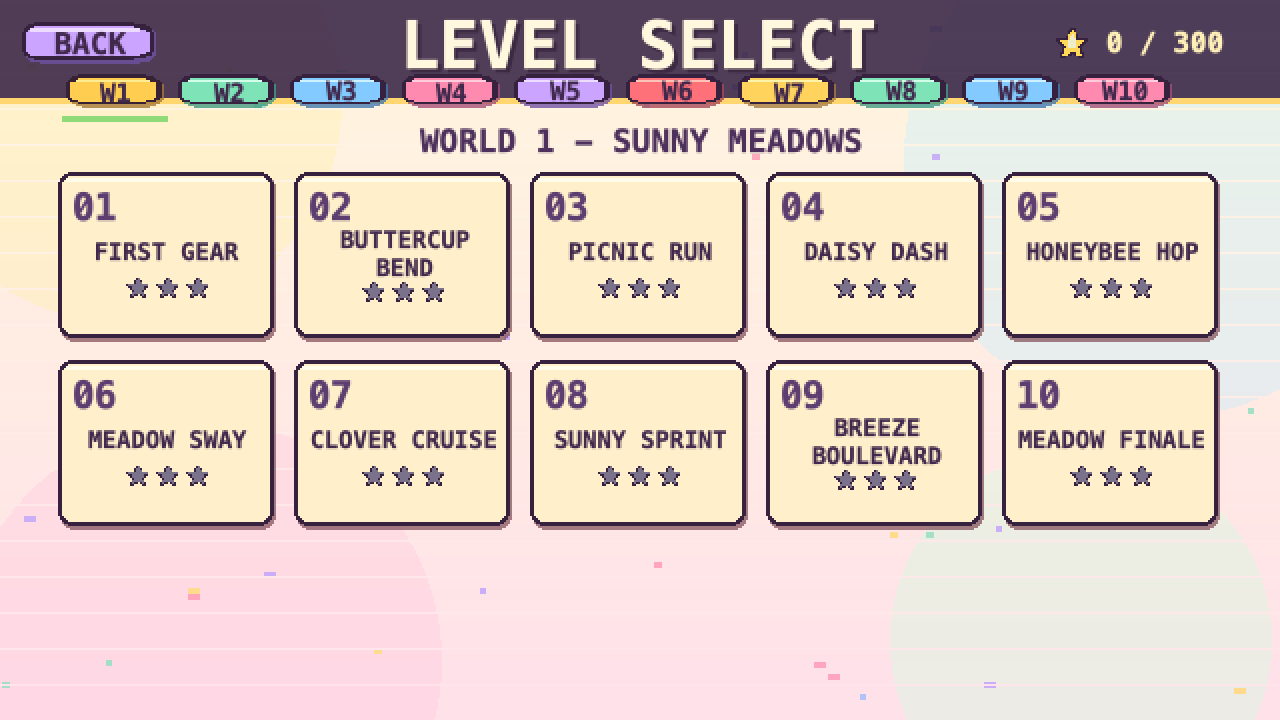 BACK
LEVEL SELECT
0 / 300
W1 W2 W3 W4 W5 W6 W7 W8 W9 W10
WORLD 1 – SUNNY MEADOWS
01
FIRST GEAR
02
BUTTERCUP
BEND
03
PICNIC RUN
04
DAISY DASH
05
HONEYBEE HOP
06
MEADOW SWAY
07
CLOVER CRUISE
08
SUNNY SPRINT
09
BREEZE
BOULEVARD
10
MEADOW FINALE